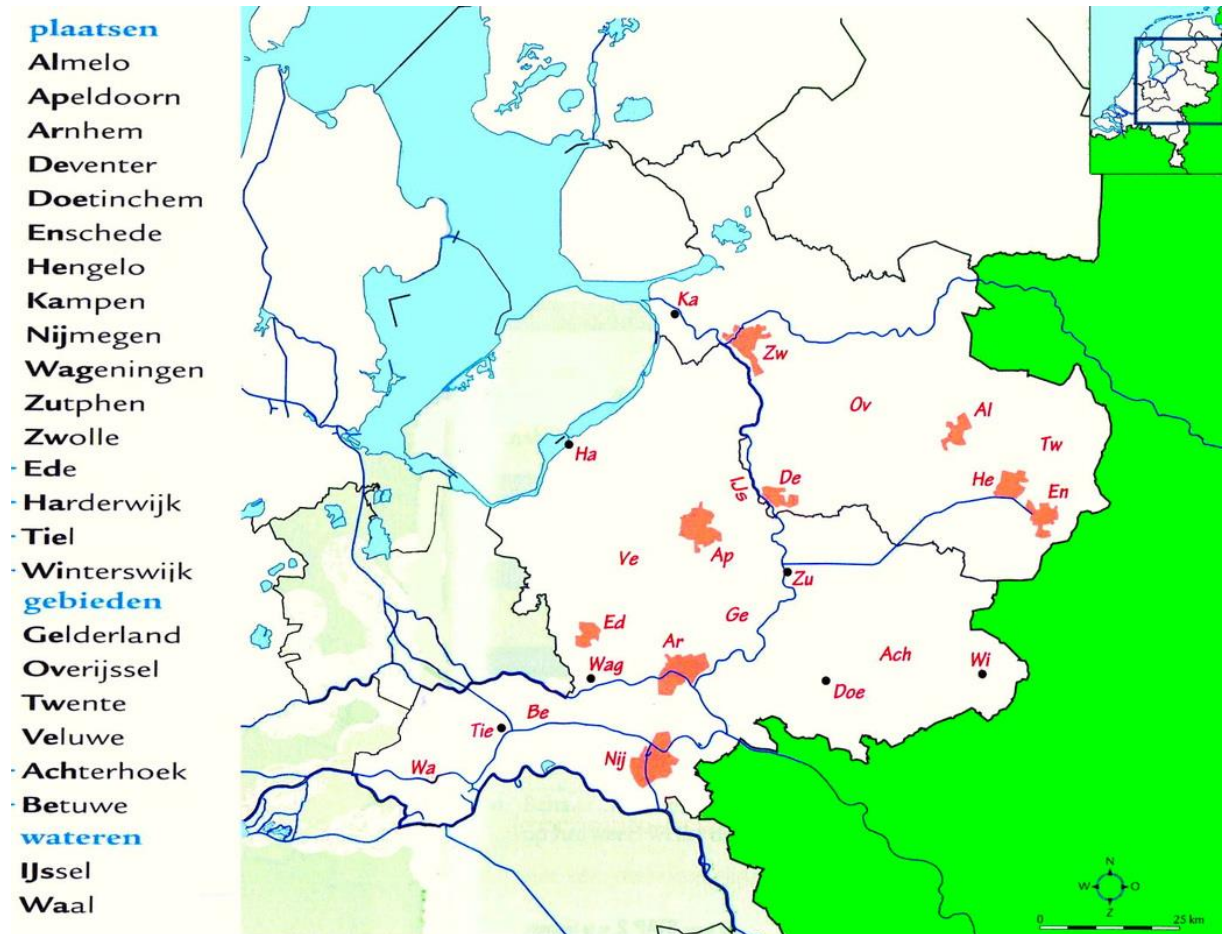 plaatsen
Almelo
Apeldoorn
Arnhem
Deventer
Doetinchem
Enschede
Hengelo
Kampen
Nijmegen
Wageningen
Zutphen
Zwolle
Ede
Harderwijk
Tiel
Winterswijk
gebieden
Gelderland
Overijssel
Twente
Veluwe
Achterhoek
Betuwe
wateren
IJssel
Waal
Ka
Zw
Ov
Al
Tw
Ha
De
He
En
IJs
Ve
Ap
Zu
Ge
Ed
Ar
Wag
Ach
Wi
Doe
Be
Tie
Nij
Wa
N
W O
Z
0 25 km